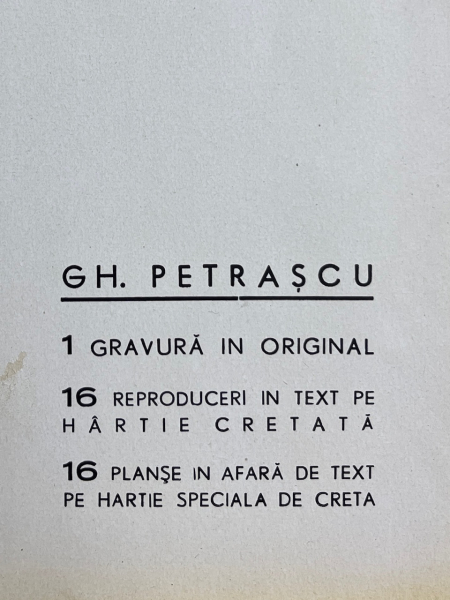 GH. PETRAȘCU
1 GRAVURĂ IN ORIGINAL
16 REPRODUCERI IN TEXT PE
HÂRTIE CRETATĂ
16 PLANȘE IN AFARĂ DE TEXT
PE HARTIE SPECIALA DE CRETA